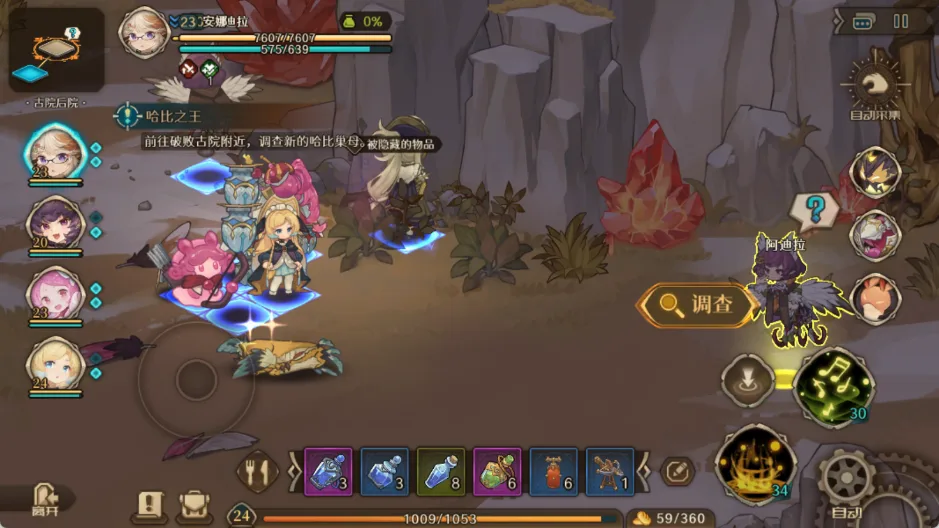 23
安娜迪拉
0%
7607/7607
575/639
古院后院
哈比之王
前往破败古院附近，调查新的哈比巢母。
被隐藏的物品
自动采集
23
20
23
24
阿迪拉
调查
30
34
3
3
8
6
6
1
离开
24
1009/1053
59/360
自动